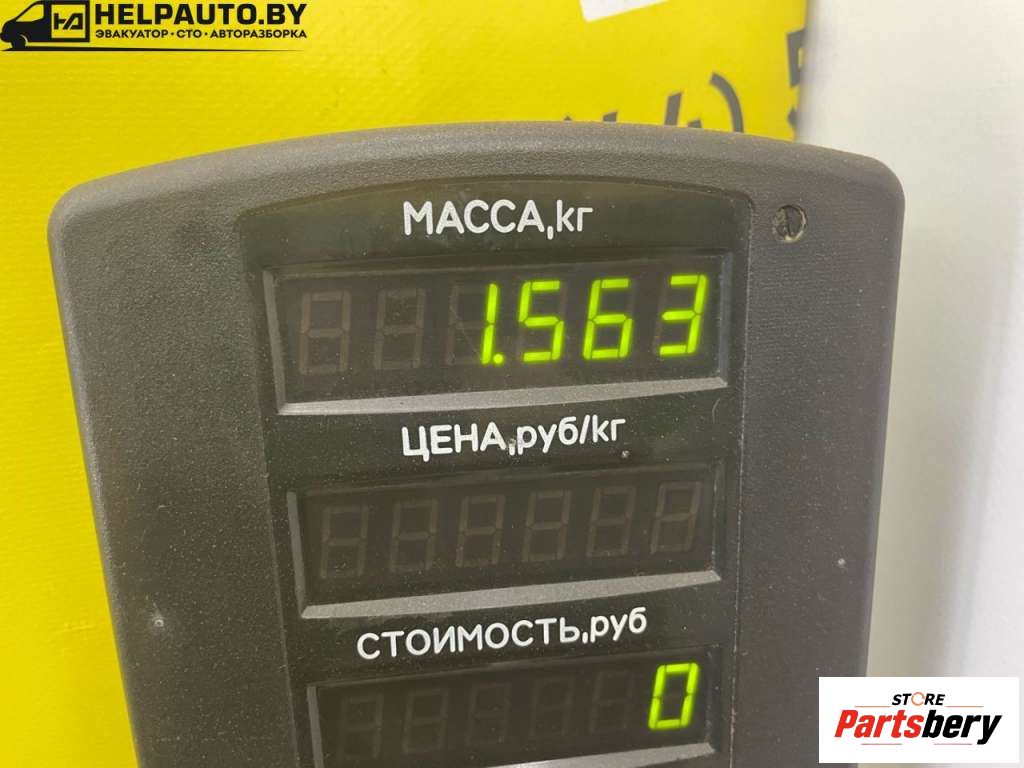 HELPAUTO.BY
ЭВАКУАТОР • СТО • АВТОРАЗБОРКА
МАССА,кг
1.563
ЦЕНА,руб/кг
СТОИМОСТЬ,руб
0
STORE
Partsbery